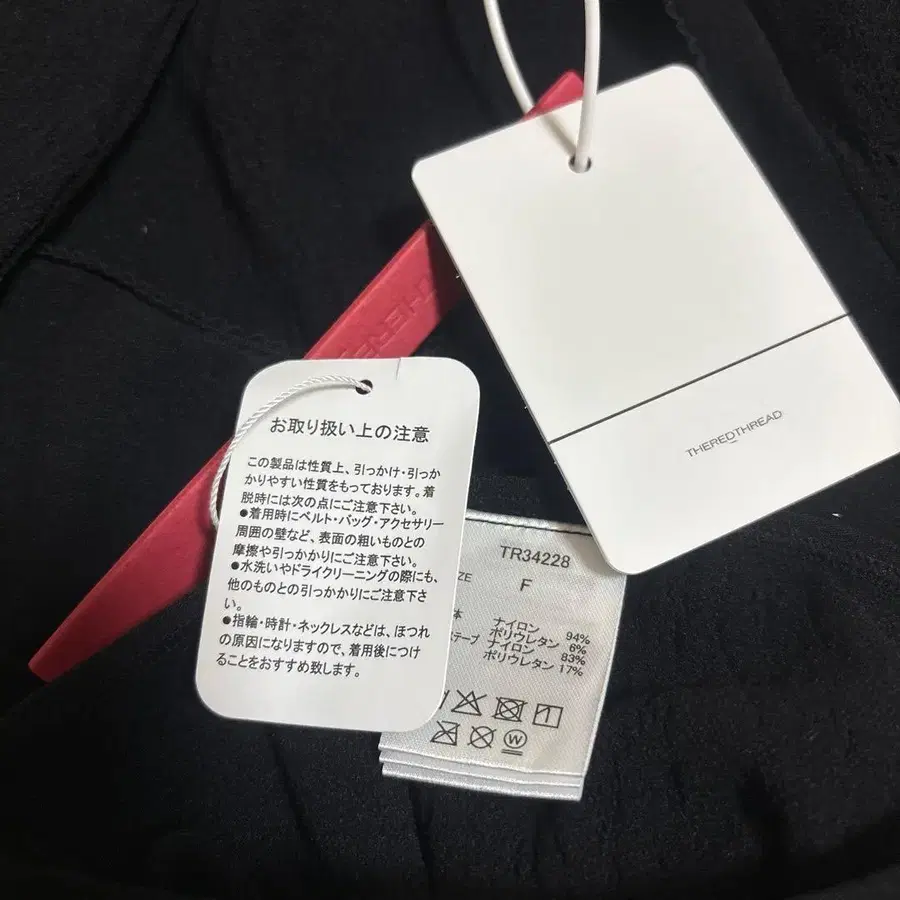 THERE
THEREDTHREAD
お取り扱い上の注意
この製品は性質上、引っかけ・引っか
かりやすい性質をもっております。着
脱時には次の点にご注意下さい。
●着用時にベルト・バッグ・アクセサリー
周囲の壁など、表面の粗いものとの
摩擦や引っかかりにご注意下さい。
●水洗いやドライクリーニングの際にも、
他のものとの引っかかりにご注意下さ
い。
●指輪・時計・ネックレスなどは、ほつれ
の原因になりますので、着用後につけ
ることをおすすめ致します。
TR34228
F
体 ナイロン 94%
ポリウレタン 6%
テープ ナイロン 83%
ポリウレタン 17%
W